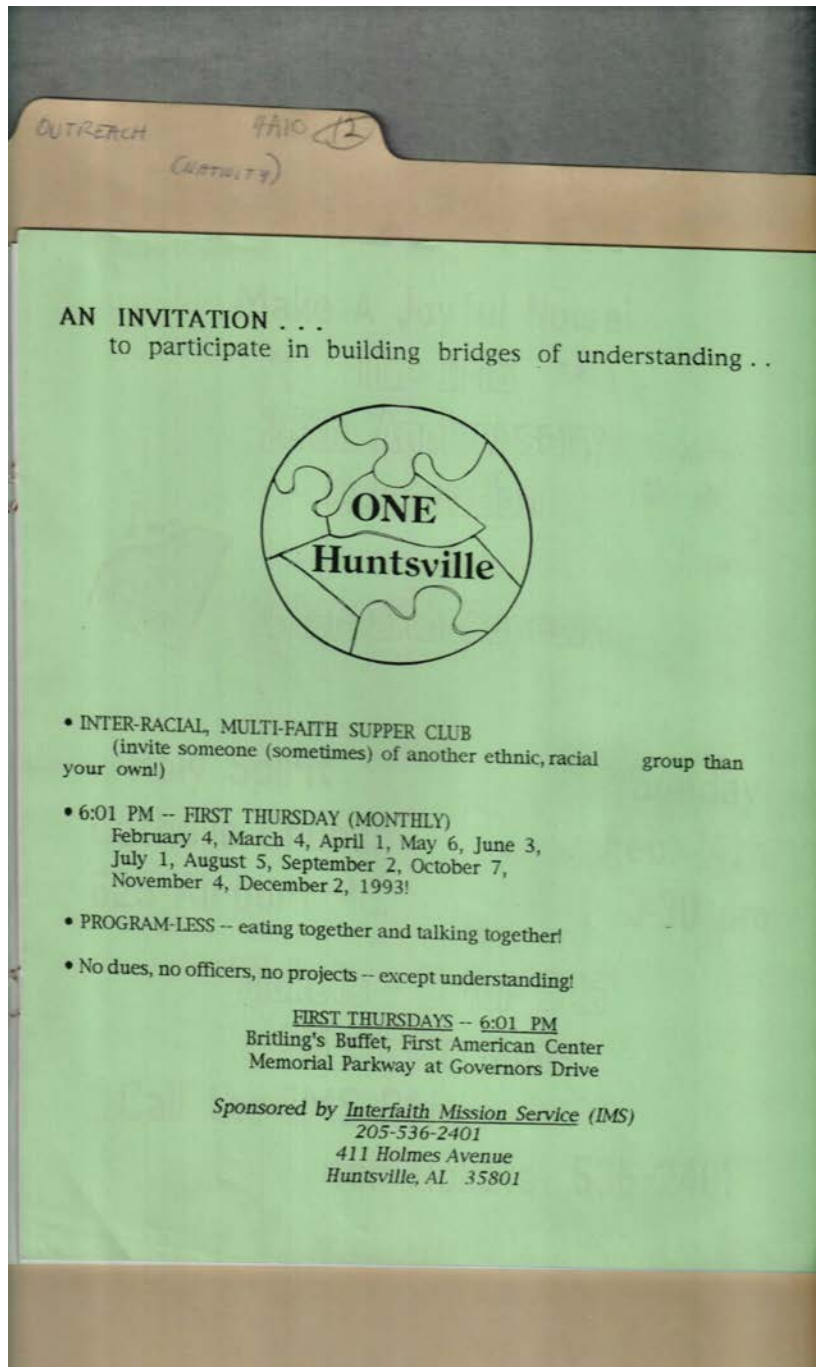 OUTREACH 4A10 12
(NATIVITY)
AN INVITATION . . .
to participate in building bridges of understanding . .
ONE
Huntsville
• INTER-RACIAL, MULTI-FAITH SUPPER CLUB
(invite someone (sometimes) of another ethnic, racial group than
your own!)
• 6:01 PM -- FIRST THURSDAY (MONTHLY)
February 4, March 4, April 1, May 6, June 3,
July 1, August 5, September 2, October 7,
November 4, December 2, 1993!
• PROGRAM-LESS -- eating together and talking together!
• No dues, no officers, no projects -- except understanding!
FIRST THURSDAYS -- 6:01 PM
Britling's Buffet, First American Center
Memorial Parkway at Governors Drive
Sponsored by Interfaith Mission Service (IMS)
205-536-2401
411 Holmes Avenue
Huntsville, AL 35801